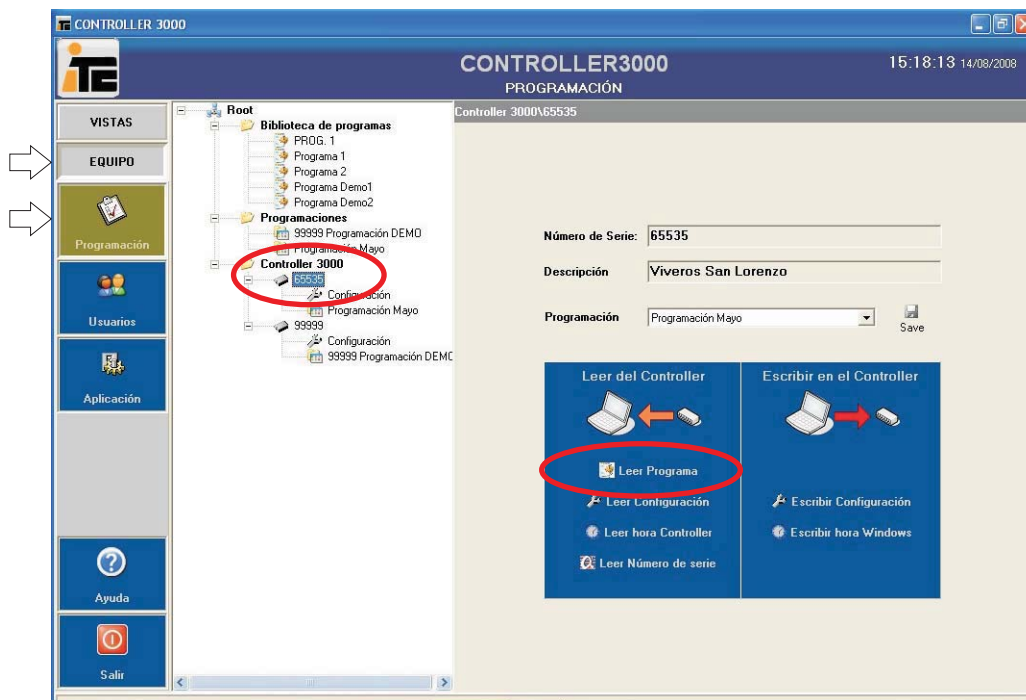 CONTROLLER 3000
iTE
CONTROLLER3000
PROGRAMACIÓN
15:18:13 14/08/2008
VISTAS
EQUIPO
Programación
Usuarios
Aplicación
Ayuda
Salir
Root
Biblioteca de programas
PROG. 1
Programa 1
Programa 2
Programa Demo1
Programa Demo2
Programaciones
99999 Programación DEMO
Programación Mayo
Controller 3000
65535
Configuración
Programación Mayo
99999
Configuración
99999 Programación DEMO
Controller 3000\65535
Número de Serie: 65535
Descripción Viveros San Lorenzo
Programación Programación Mayo Save
Leer del Controller
Leer Programa
Leer Configuración
Leer hora Controller
Leer Número de serie
Escribir en el Controller
Escribir Configuración
Escribir hora Windows